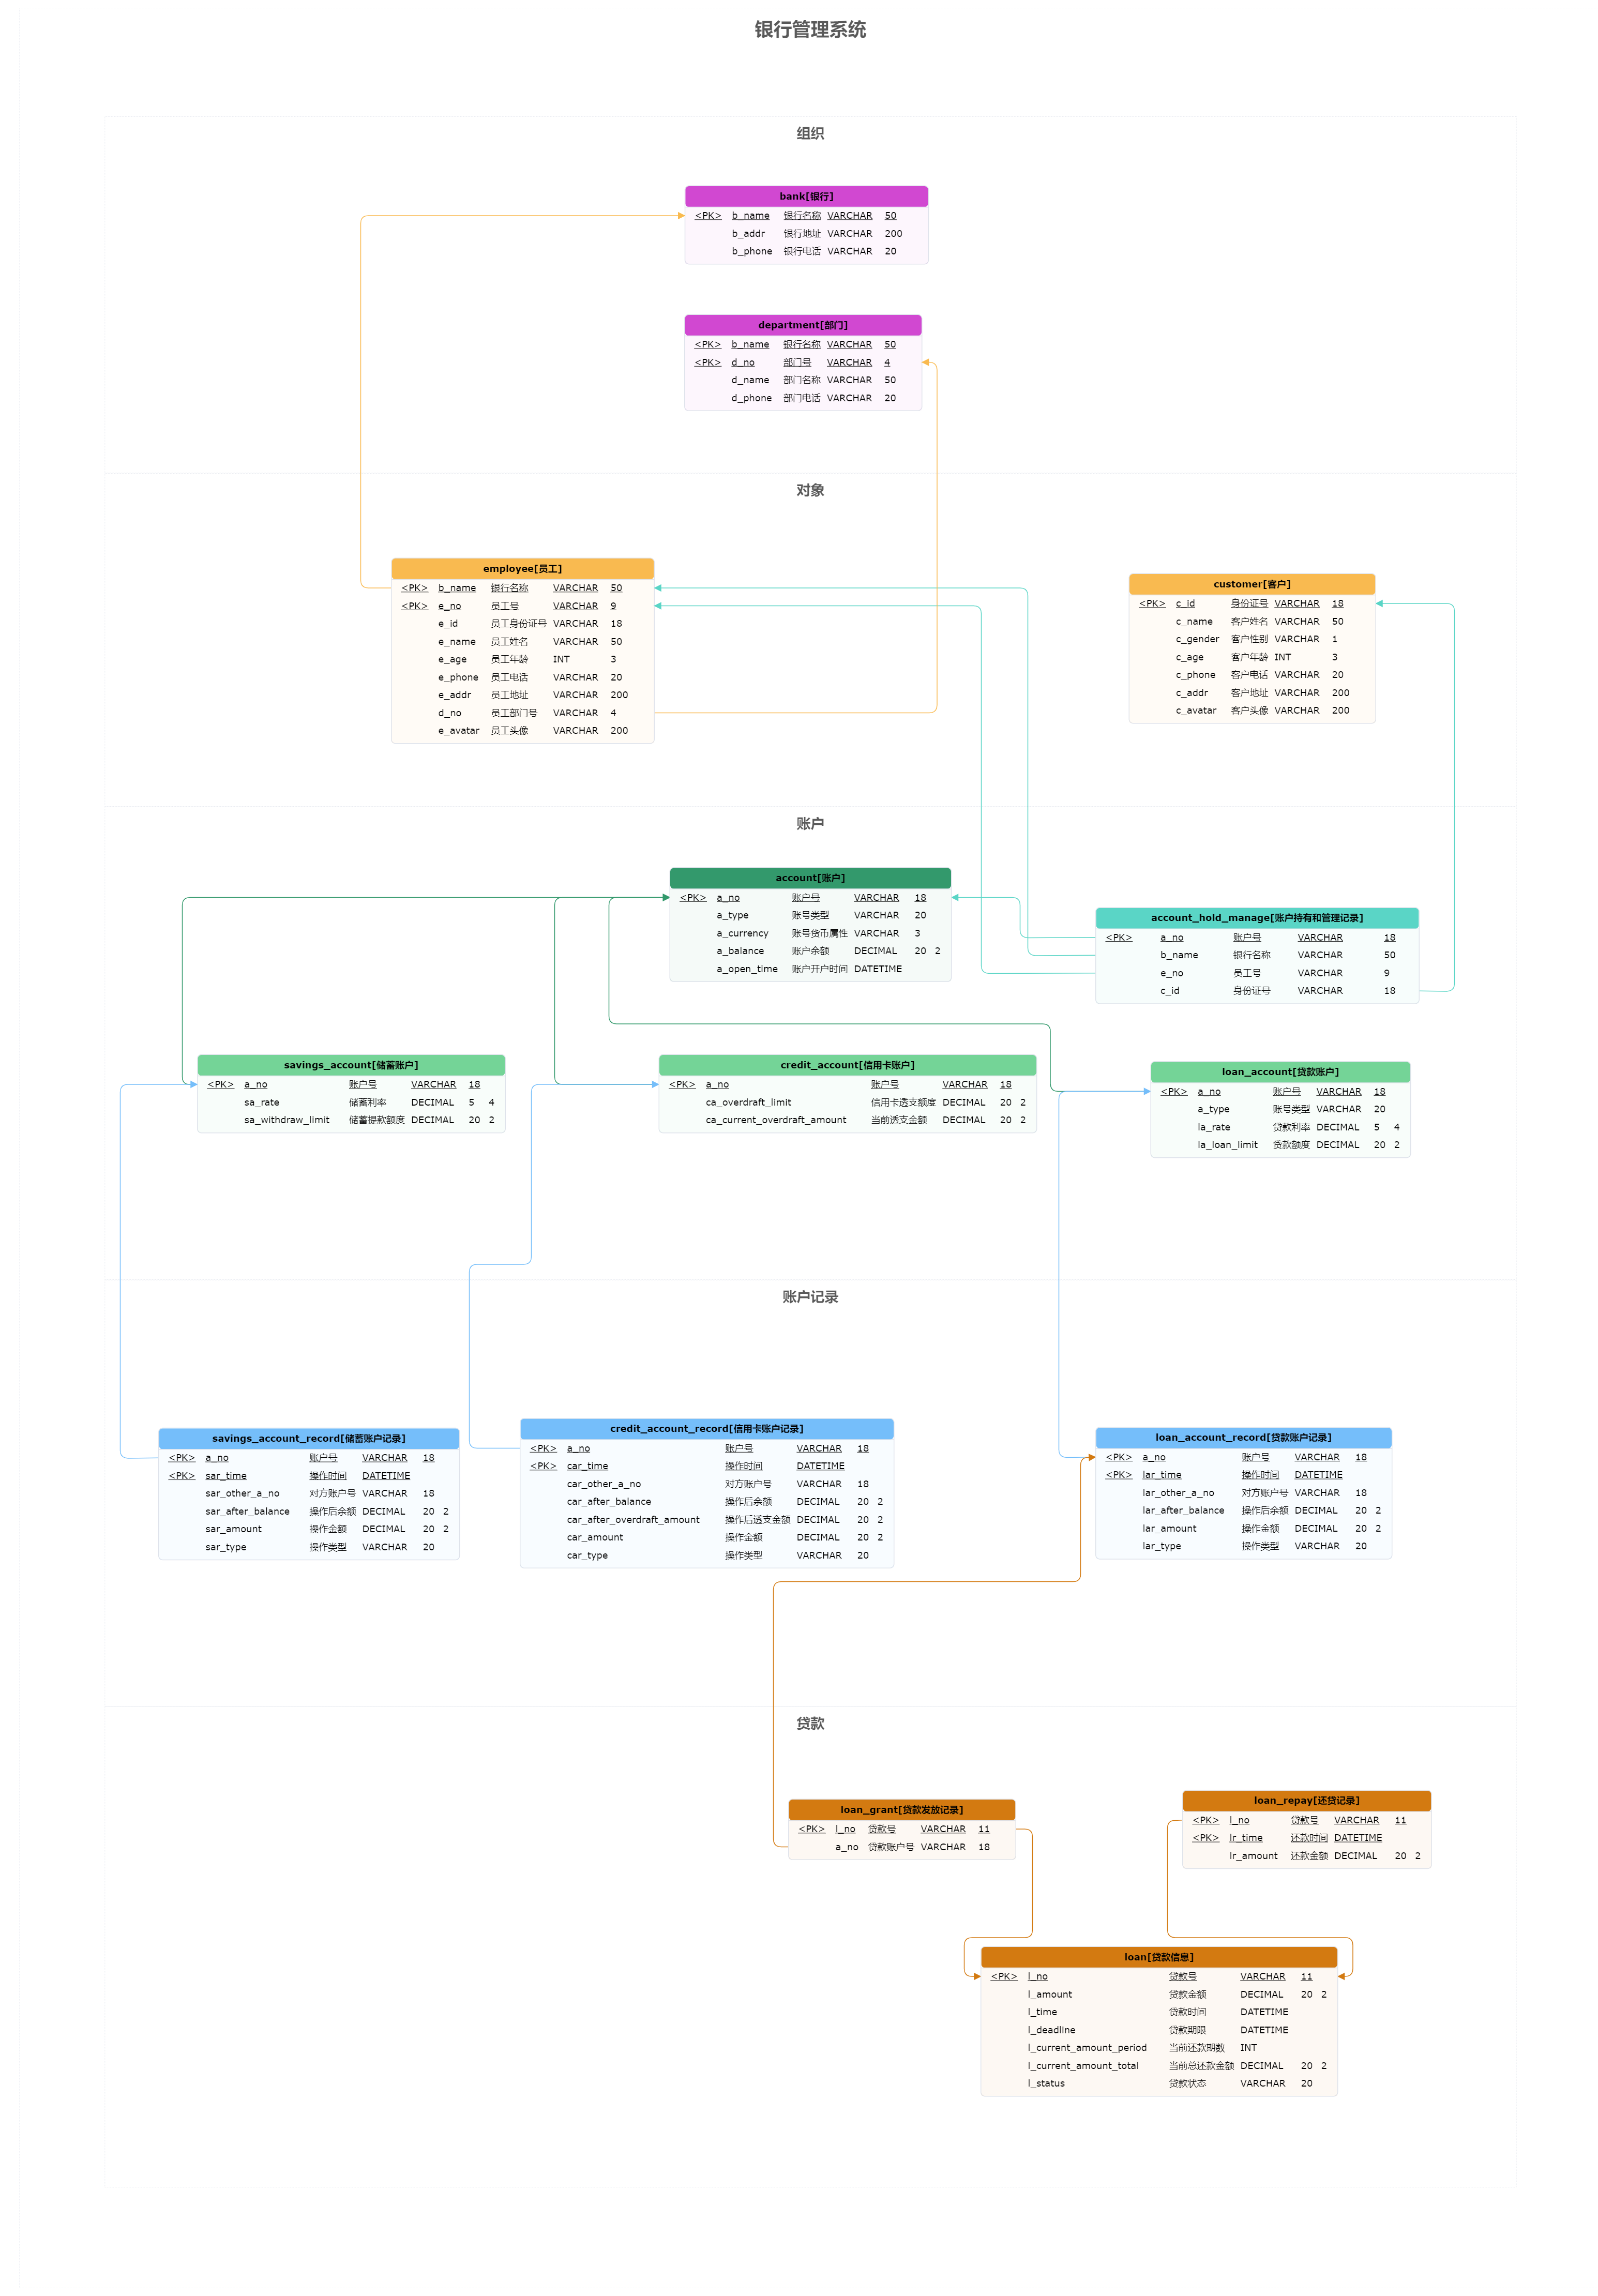 银行管理系统
组织
bank[银行]
<PK> b_name 银行名称 VARCHAR 50
b_addr 银行地址 VARCHAR 200
b_phone 银行电话 VARCHAR 20
department[部门]
<PK> b_name 银行名称 VARCHAR 50
<PK> d_no 部门号 VARCHAR 4
d_name 部门名称 VARCHAR 50
d_phone 部门电话 VARCHAR 20
对象
employee[员工]
<PK> b_name 银行名称 VARCHAR 50
<PK> e_no 员工号 VARCHAR 9
e_id 员工身份证号 VARCHAR 18
e_name 员工姓名 VARCHAR 50
e_age 员工年龄 INT 3
e_phone 员工电话 VARCHAR 20
e_addr 员工地址 VARCHAR 200
d_no 员工部门号 VARCHAR 4
e_avatar 员工头像 VARCHAR 200
customer[客户]
<PK> c_id 身份证号 VARCHAR 18
c_name 客户姓名 VARCHAR 50
c_gender 客户性别 VARCHAR 1
c_age 客户年龄 INT 3
c_phone 客户电话 VARCHAR 20
c_addr 客户地址 VARCHAR 200
c_avatar 客户头像 VARCHAR 200
账户
account[账户]
<PK> a_no 账户号 VARCHAR 18
a_type 账号类型 VARCHAR 20
a_currency 账号货币属性 VARCHAR 3
a_balance 账户余额 DECIMAL 20 2
a_open_time 账户开户时间 DATETIME
account_hold_manage[账户持有和管理记录]
<PK> a_no 账户号 VARCHAR 18
b_name 银行名称 VARCHAR 50
e_no 员工号 VARCHAR 9
c_id 身份证号 VARCHAR 18
savings_account[储蓄账户]
<PK> a_no 账户号 VARCHAR 18
sa_rate 储蓄利率 DECIMAL 5 4
sa_withdraw_limit 储蓄提款额度 DECIMAL 20 2
credit_account[信用卡账户]
<PK> a_no 账户号 VARCHAR 18
ca_overdraft_limit 信用卡透支额度 DECIMAL 20 2
ca_current_overdraft_amount 当前透支金额 DECIMAL 20 2
loan_account[贷款账户]
<PK> a_no 账户号 VARCHAR 18
a_type 账号类型 VARCHAR 20
la_rate 贷款利率 DECIMAL 5 4
la_loan_limit 贷款额度 DECIMAL 20 2
账户记录
savings_account_record[储蓄账户记录]
<PK> a_no 账户号 VARCHAR 18
<PK> sar_time 操作时间 DATETIME
sar_other_a_no 对方账户号 VARCHAR 18
sar_after_balance 操作后余额 DECIMAL 20 2
sar_amount 操作金额 DECIMAL 20 2
sar_type 操作类型 VARCHAR 20
credit_account_record[信用卡账户记录]
<PK> a_no 账户号 VARCHAR 18
<PK> car_time 操作时间 DATETIME
car_other_a_no 对方账户号 VARCHAR 18
car_after_balance 操作后余额 DECIMAL 20 2
car_after_overdraft_amount 操作后透支金额 DECIMAL 20 2
car_amount 操作金额 DECIMAL 20 2
car_type 操作类型 VARCHAR 20
loan_account_record[贷款账户记录]
<PK> a_no 账户号 VARCHAR 18
<PK> lar_time 操作时间 DATETIME
lar_other_a_no 对方账户号 VARCHAR 18
lar_after_balance 操作后余额 DECIMAL 20 2
lar_amount 操作金额 DECIMAL 20 2
lar_type 操作类型 VARCHAR 20
贷款
loan_grant[贷款发放记录]
<PK> l_no 贷款号 VARCHAR 11
a_no 贷款账户号 VARCHAR 18
loan_repay[还贷记录]
<PK> l_no 贷款号 VARCHAR 11
<PK> lr_time 还款时间 DATETIME
lr_amount 还款金额 DECIMAL 20 2
loan[贷款信息]
<PK> l_no 贷款号 VARCHAR 11
l_amount 贷款金额 DECIMAL 20 2
l_time 贷款时间 DATETIME
l_deadline 贷款期限 DATETIME
l_current_amount_period 当前还款期数 INT
l_current_amount_total 当前总还款金额 DECIMAL 20 2
l_status 贷款状态 VARCHAR 20